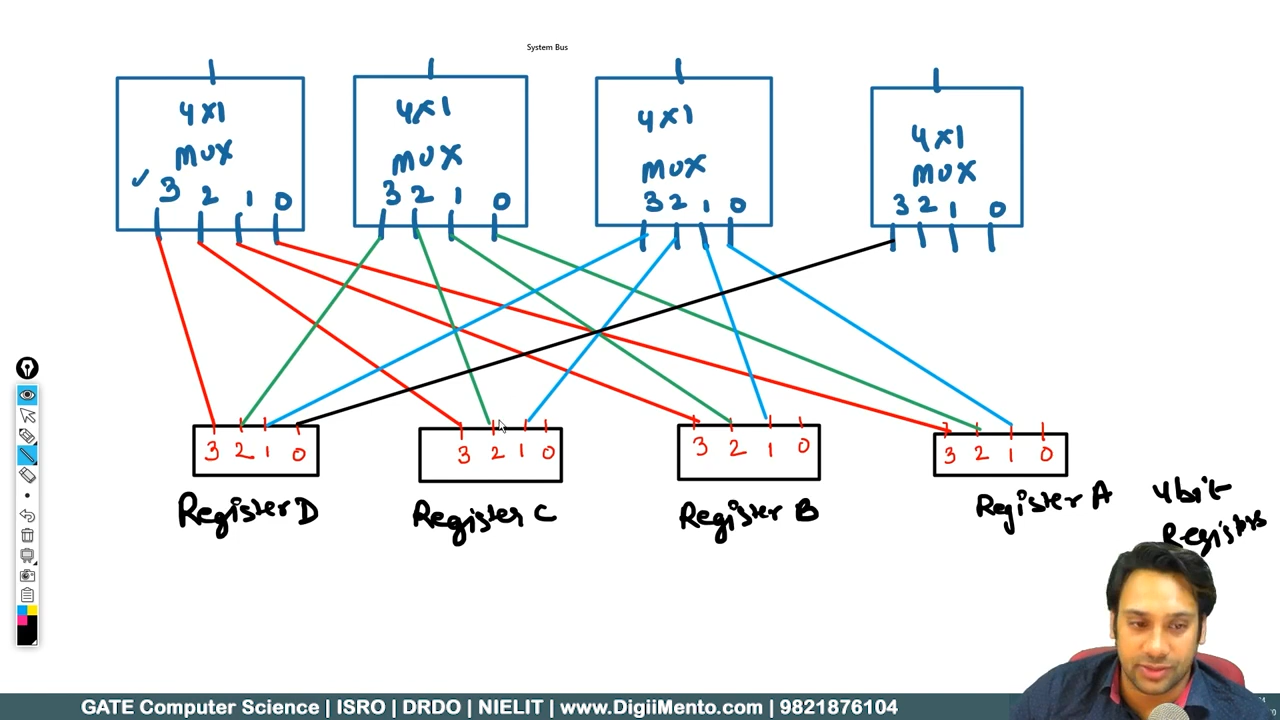 System Bus
4x1
MUX
3 2 1 0
4x1
MUX
3 2 1 0
4x1
MUX
3 2 1 0
4x1
MUX
3 2 1 0
3 2 1 0
Register D
3 2 1 0
Register C
3 2 1 0
Register B
3 2 1 0
Register A
4 bit
Registers
GATE Computer Science | ISRO | DRDO | NIELIT | www.DigiiMento.com | 9821876104